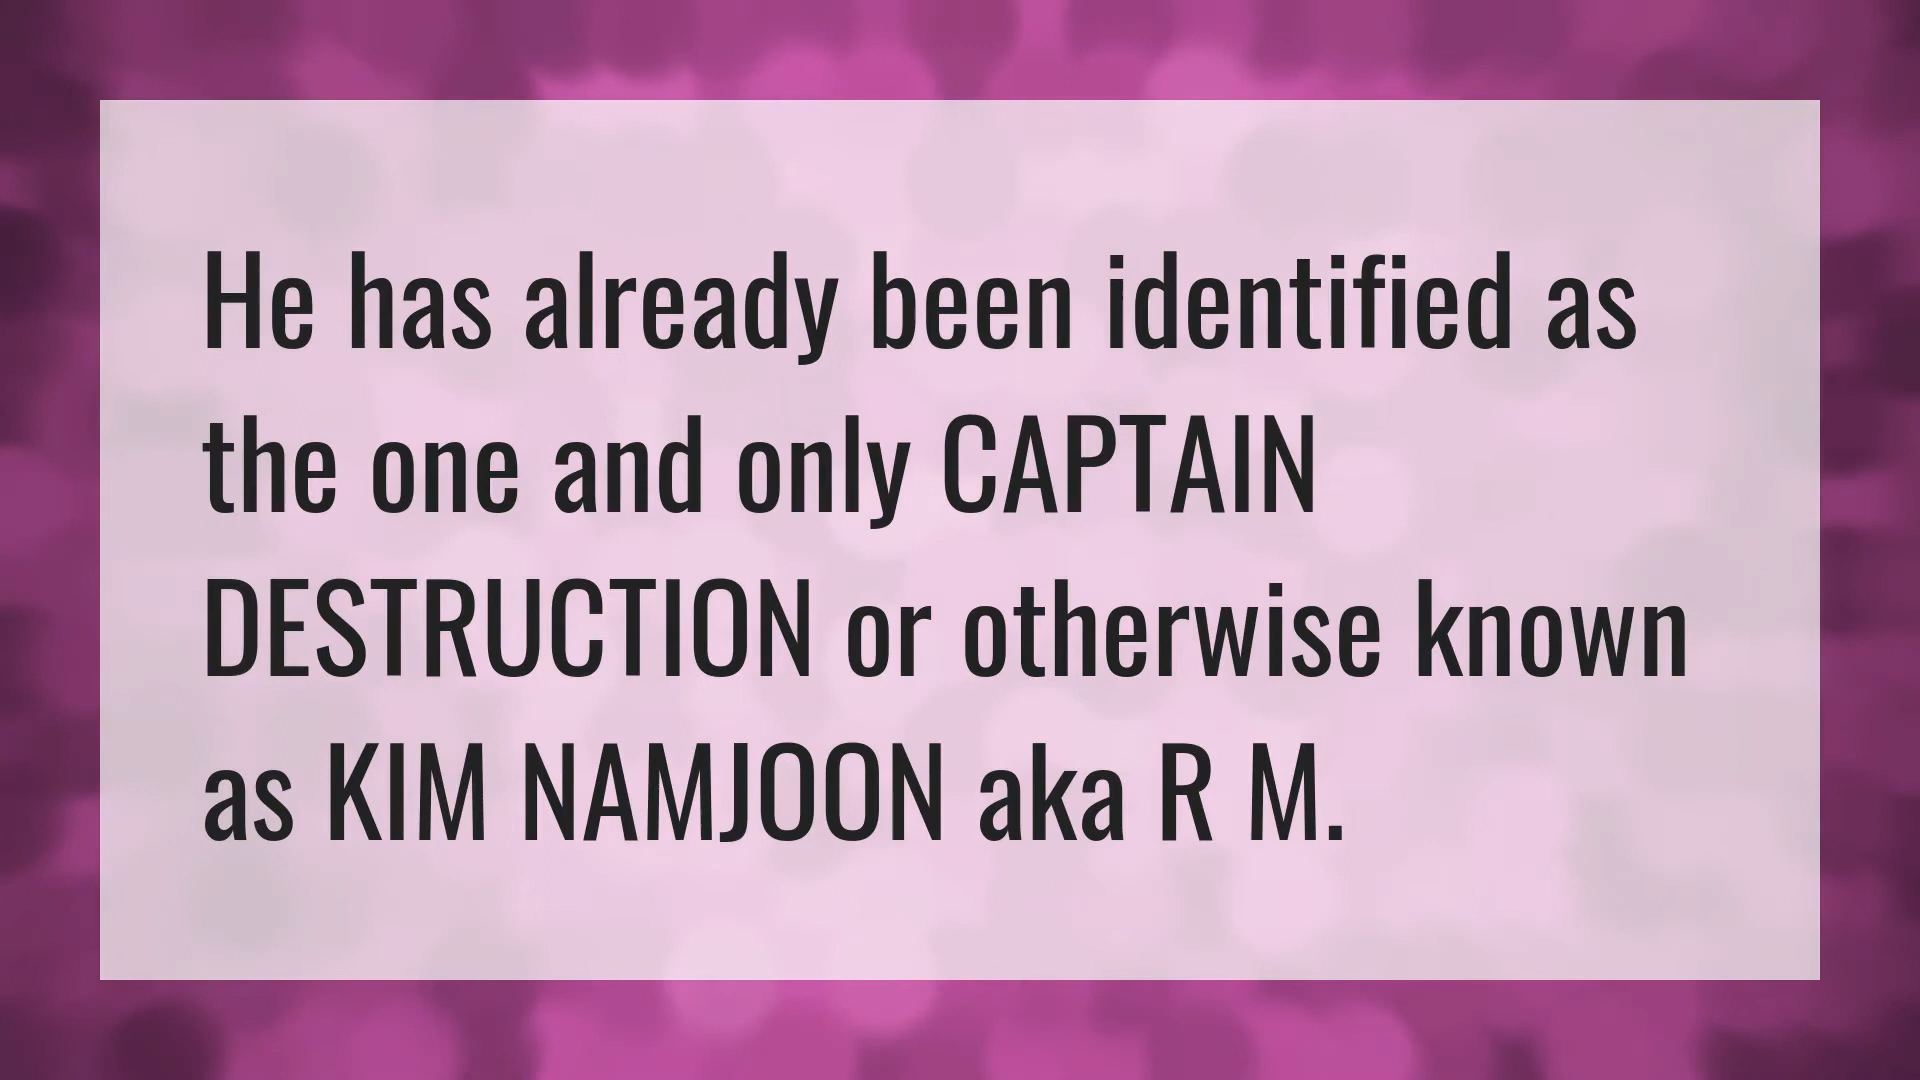 He has already been identified as
the one and only CAPTAIN
DESTRUCTION or otherwise known
as KIM NAMJOON aka R M.